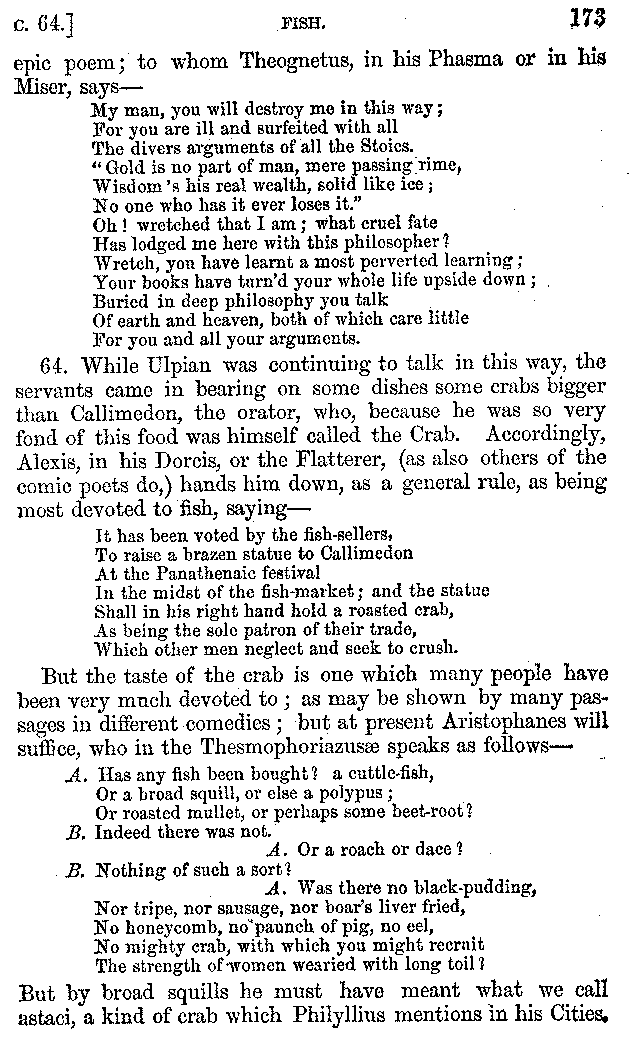 c. 64.] FISH. 173
epic poem; to whom Theognetus, in his Phasma or in his
Miser, says—
My man, you will destroy me in this way;
For you are ill and surfeited with all
The divers arguments of all the Stoics.
“Gold is no part of man, mere passing rime,
Wisdom's his real wealth, solid like ice;
No one who has it ever loses it.”
Oh! wretched that I am; what cruel fate
Has lodged me here with this philosopher?
Wretch, you have learnt a most perverted learning;
Your books have turn'd your whole life upside down;
Buried in deep philosophy you talk
Of earth and heaven, both of which care little
For you and all your arguments.
64. While Ulpian was continuing to talk in this way, the
servants came in bearing on some dishes some crabs bigger
than Callimedon, the orator, who, because he was so very
fond of this food was himself called the Crab. Accordingly,
Alexis, in his Dorcis, or the Flatterer, (as also others of the
comic poets do,) hands him down, as a general rule, as being
most devoted to fish, saying—
It has been voted by the fish-sellers,
To raise a brazen statue to Callimedon
At the Panathenaic festival
In the midst of the fish-market; and the statue
Shall in his right hand hold a roasted crab,
As being the sole patron of their trade,
Which other men neglect and seek to crush.
But the taste of the crab is one which many people have
been very much devoted to; as may be shown by many pas-
sages in different comedies; but at present Aristophanes will
suffice, who in the Thesmophoriazusæ speaks as follows—
A. Has any fish been bought? a cuttle-fish,
Or a broad squill, or else a polypus;
Or roasted mullet, or perhaps some beet-root?
B. Indeed there was not.
A. Or a roach or dace?
B. Nothing of such a sort?
A. Was there no black-pudding,
Nor tripe, nor sausage, nor boar's liver fried,
No honeycomb, no paunch of pig, no eel,
No mighty crab, with which you might recruit
The strength of women wearied with long toil?
But by broad squills he must have meant what we call
astaci, a kind of crab which Philyllius mentions in his Cities.